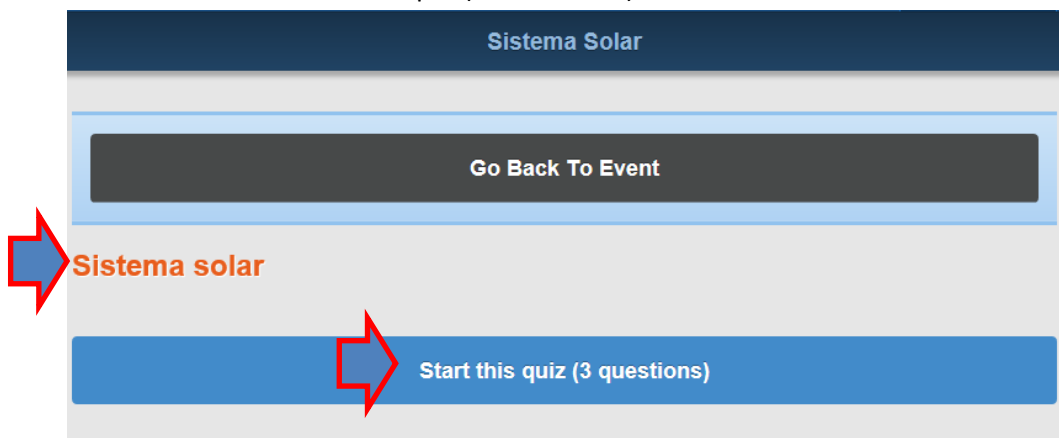 Sistema Solar
Go Back To Event
Sistema solar
Start this quiz (3 questions)